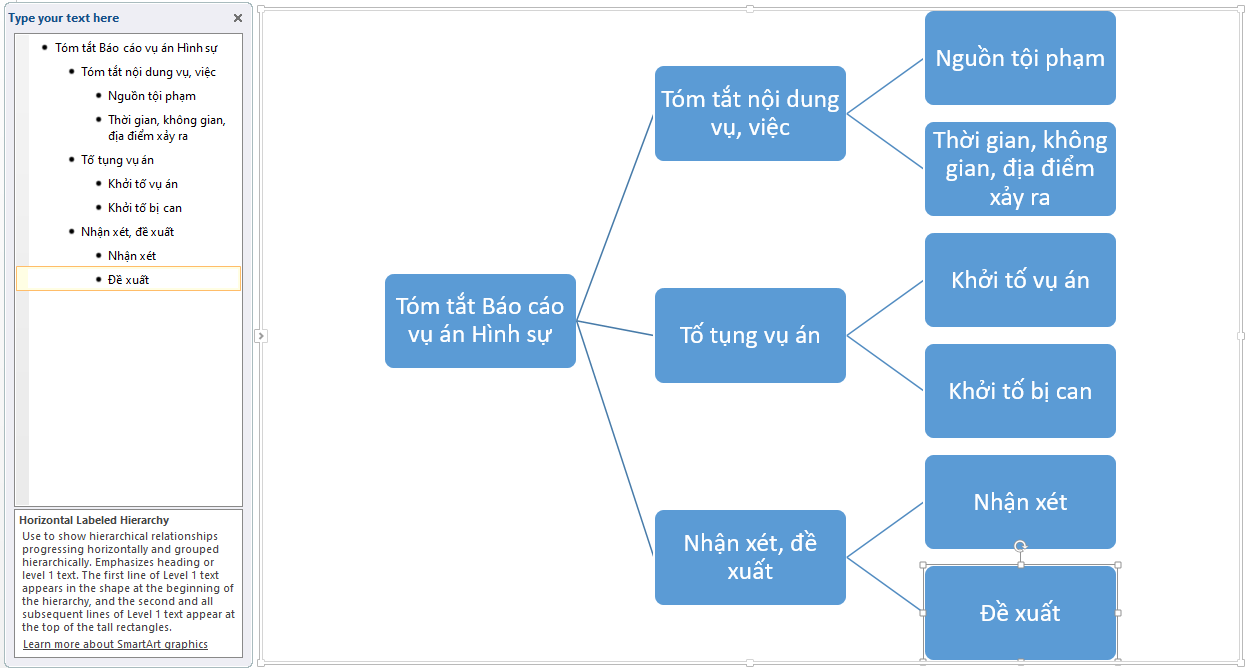 Type your text here
Tóm tắt Báo cáo vụ án Hình sự
Tóm tắt nội dung vụ, việc
Nguồn tội phạm
Thời gian, không gian,
địa điểm xảy ra
Tố tụng vụ án
Khởi tố vụ án
Khởi tố bị can
Nhận xét, đề xuất
Nhận xét
Đề xuất
Horizontal Labeled Hierarchy
Use to show hierarchical relationships
progressing horizontally and grouped
hierarchically. Emphasizes heading or
level 1 text. The first line of Level 1 text
appears in the shape at the beginning of
the hierarchy, and the second and all
subsequent lines of Level 1 text appear at
the top of the tall rectangles.
Learn more about SmartArt graphics
Tóm tắt Báo cáo
vụ án Hình sự
Tóm tắt nội dung
vụ, việc
Nguồn tội phạm
Thời gian, không
gian, địa điểm
xảy ra
Tố tụng vụ án
Khởi tố vụ án
Khởi tố bị can
Nhận xét, đề
xuất
Nhận xét
Đề xuất